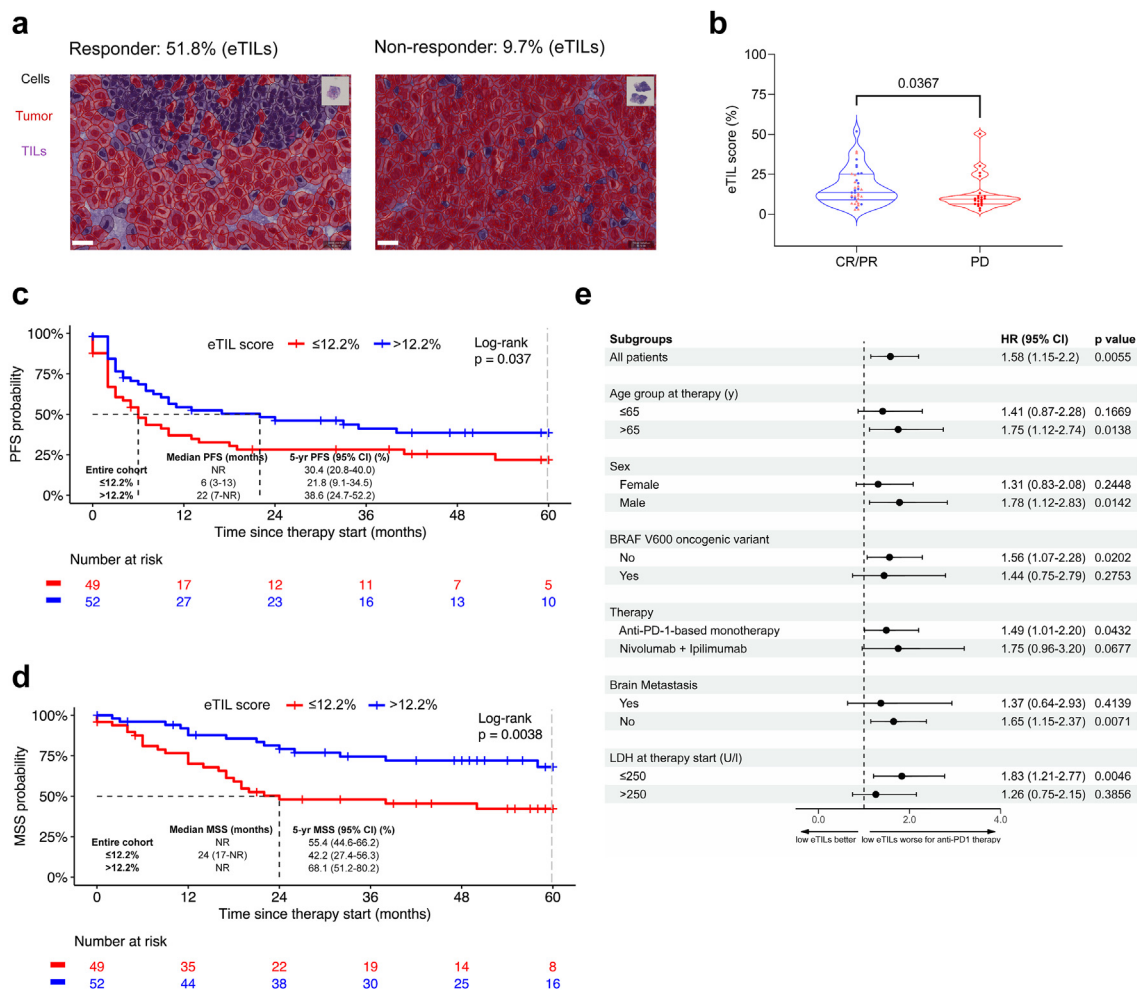 a
Responder: 51.8% (eTILs)
Non-responder: 9.7% (eTILs)
Cells
Tumor
TILs
b
0.0367
eTIL score (%)
100
75
50
25
0
CR/PR
PD
c
eTIL score ≤12.2% >12.2%
Log-rank
p = 0.037
PFS probability
100%
75%
50%
25%
0%
Median PFS (months) 5-yr PFS (95% CI) (%)
Entire cohort NR 30.4 (20.8-40.0)
≤12.2% 6 (3-13) 21.8 (9.1-34.5)
>12.2% 22 (7-NR) 38.6 (24.7-52.2)
0 12 24 36 48 60
Time since therapy start (months)
Number at risk
49 17 12 11 7 5
52 27 23 16 13 10
d
eTIL score ≤12.2% >12.2%
Log-rank
p = 0.0038
MSS probability
100%
75%
50%
25%
0%
Median MSS (months) 5-yr MSS (95% CI) (%)
Entire cohort NR 55.4 (44.6-66.2)
≤12.2% 24 (17-NR) 42.2 (27.4-56.3)
>12.2% NR 68.1 (51.2-80.2)
0 12 24 36 48 60
Time since therapy start (months)
Number at risk
49 35 22 19 14 8
52 44 38 30 25 16
e
Subgroups HR (95% CI) p value
All patients 1.58 (1.15-2.2) 0.0055
Age group at therapy (y)
≤65 1.41 (0.87-2.28) 0.1669
>65 1.75 (1.12-2.74) 0.0138
Sex
Female 1.31 (0.83-2.08) 0.2448
Male 1.78 (1.12-2.83) 0.0142
BRAF V600 oncogenic variant
No 1.56 (1.07-2.28) 0.0202
Yes 1.44 (0.75-2.79) 0.2753
Therapy
Anti-PD-1-based monotherapy 1.49 (1.01-2.20) 0.0432
Nivolumab + Ipilimumab 1.75 (0.96-3.20) 0.0677
Brain Metastasis
Yes 1.37 (0.64-2.93) 0.4139
No 1.65 (1.15-2.37) 0.0071
LDH at therapy start (U/l)
≤250 1.83 (1.21-2.77) 0.0046
>250 1.26 (0.75-2.15) 0.3856
0.0 2.0 4.0
low eTILs better low eTILs worse for anti-PD1 therapy